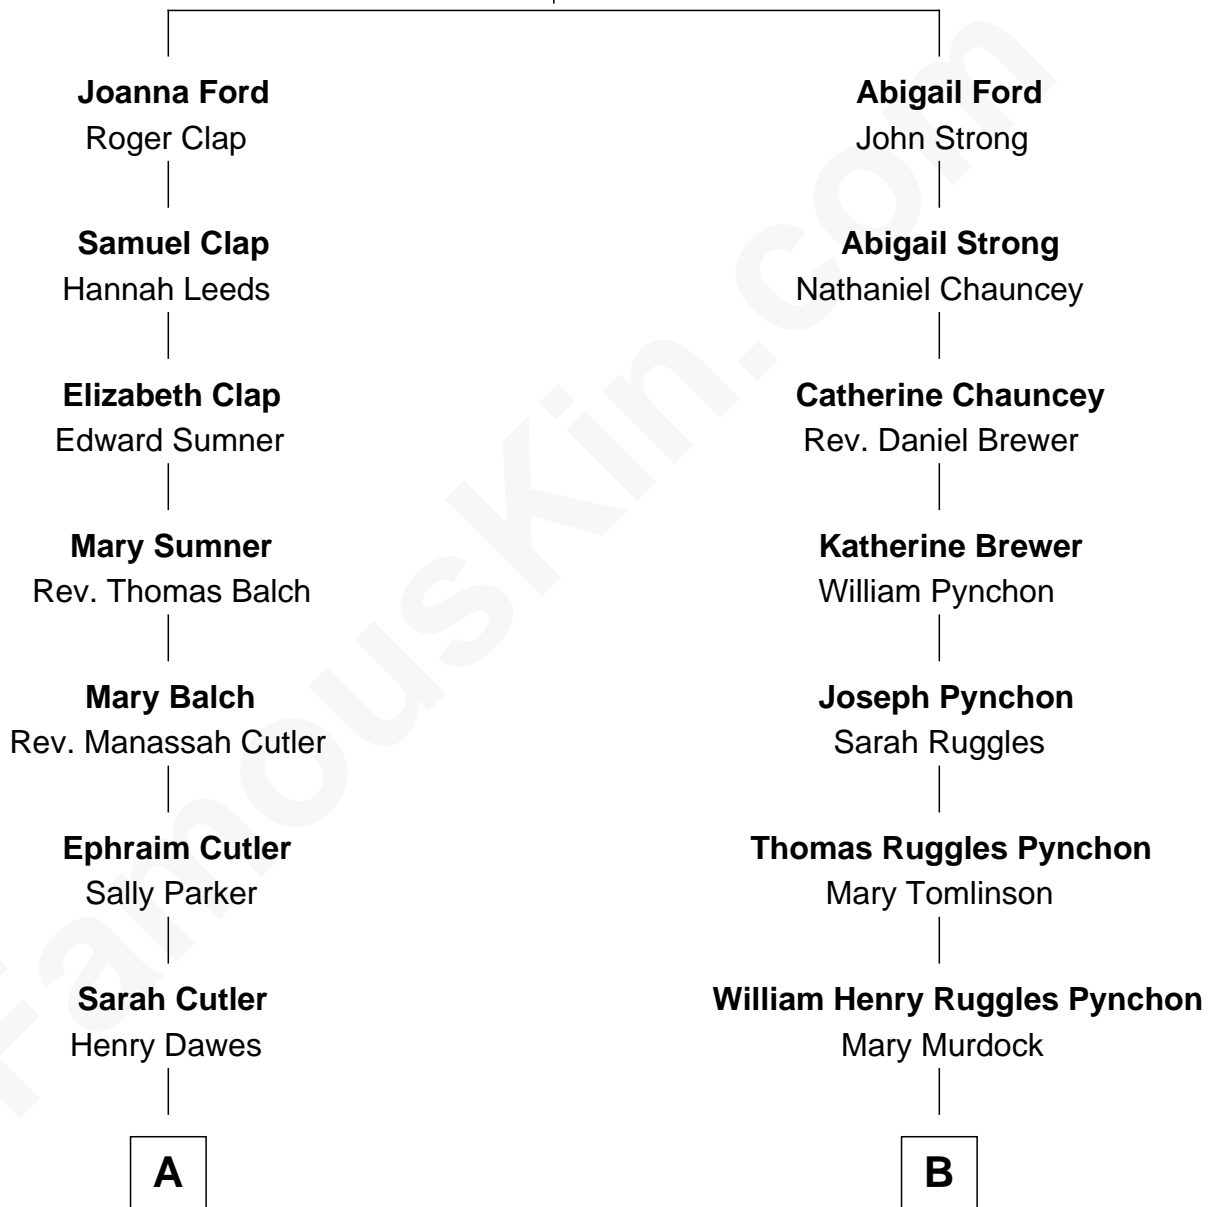 Joanna Ford
Roger Clap
Samuel Clap
Hannah Leeds
Elizabeth Clap
Edward Sumner
Mary Sumner
Rev. Thomas Balch
Mary Balch
Rev. Manassah Cutler
Ephraim Cutler
Sally Parker
Sarah Cutler
Henry Dawes
A
Abigail Ford
John Strong
Abigail Strong
Nathaniel Chauncey
Catherine Chauncey
Rev. Daniel Brewer
Katherine Brewer
William Pynchon
Joseph Pynchon
Sarah Ruggles
Thomas Ruggles Pynchon
Mary Tomlinson
William Henry Ruggles Pynchon
Mary Murdock
B
FamousKin.com